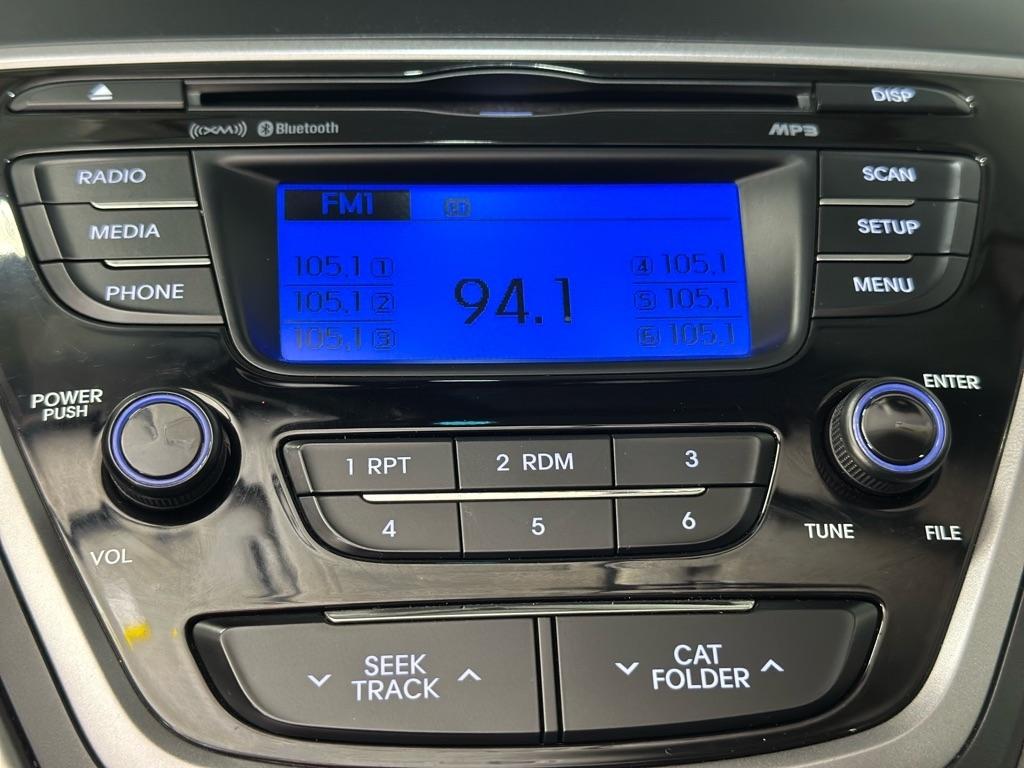 DISP
((XM)) Bluetooth
MP3
RADIO
SCAN
FM1
MEDIA
SETUP
105.1 1
4 105.1
PHONE
MENU
105.1 2
94.1
5 105.1
105.1 3
6 105.1
POWER
PUSH
ENTER
1 RPT
2 RDM
3
4
5
6
VOL
TUNE
FILE
SEEK
TRACK
CAT
FOLDER